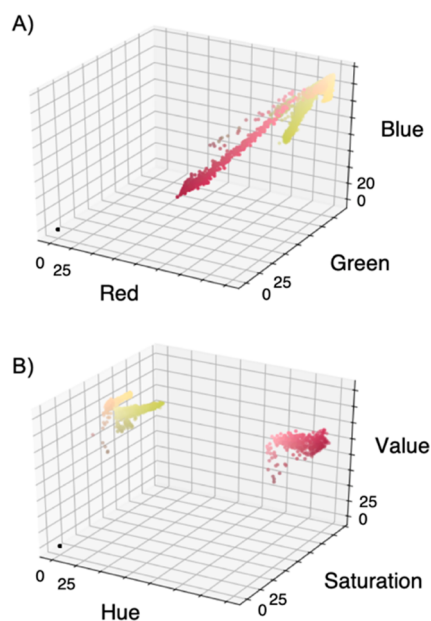 A)
Blue
20
0
Green
0 25
0 25
Red
B)
Value
25
0
Saturation
0 25
0 25
Hue